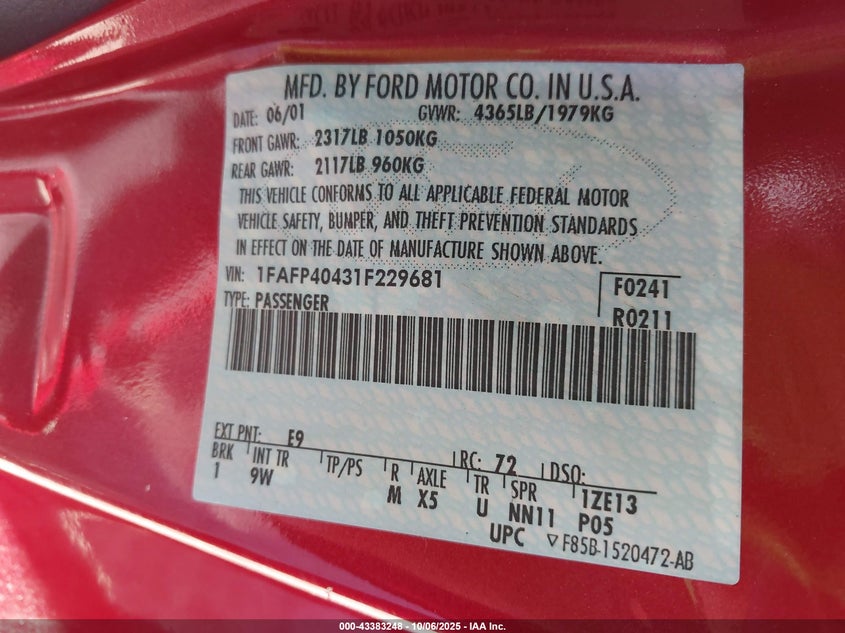 MFD. BY FORD MOTOR CO. IN U.S.A.
DATE: 06/01 GVWR: 4365LB/1979KG
FRONT GAWR: 2317LB 1050KG
REAR GAWR: 2117LB 960KG
THIS VEHICLE CONFORMS TO ALL APPLICABLE FEDERAL MOTOR
VEHICLE SAFETY, BUMPER, AND THEFT PREVENTION STANDARDS
IN EFFECT ON THE DATE OF MANUFACTURE SHOWN ABOVE.
VIN: 1FAFP40431F229681 F0241
TYPE: PASSENGER R0211
EXT PNT: E9 RC: 72 DSO:
BRK INT TR TP/PS R AXLE TR SPR 1ZE13
1 9W M X5 U NN11 P05
UPC F85B-1520472-AB
000-43383248 - 10/06/2025 - IAA Inc.